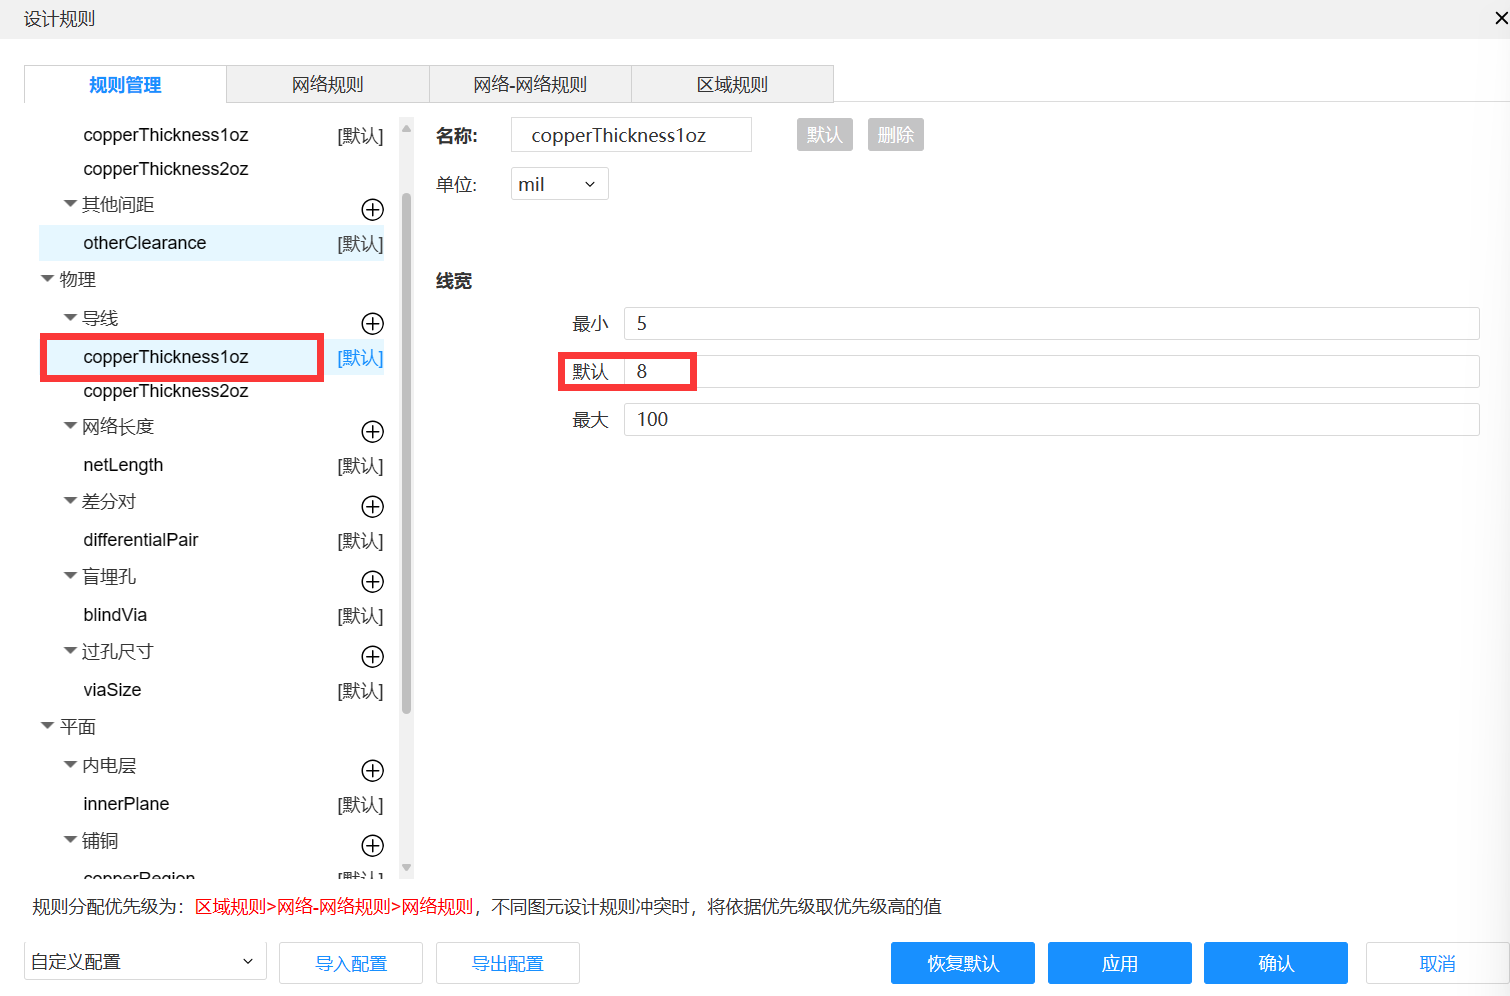 设计规则
规则管理
网络规则
网络-网络规则
区域规则
copperThickness1oz [默认]
copperThickness2oz
其他间距
otherClearance [默认]
物理
导线
copperThickness1oz [默认]
copperThickness2oz
网络长度
netLength [默认]
差分对
differentialPair [默认]
盲埋孔
blindVia [默认]
过孔尺寸
viaSize [默认]
平面
内电层
innerPlane [默认]
铺铜
copperRegion [默认]
名称: copperThickness1oz 默认 删除
单位: mil
线宽
最小 5
默认 8
最大 100
规则分配优先级为：区域规则>网络-网络规则>网络规则，不同图元设计规则冲突时，将依据优先级取优先级高的值
自定义配置 导入配置 导出配置 恢复默认 应用 确认 取消